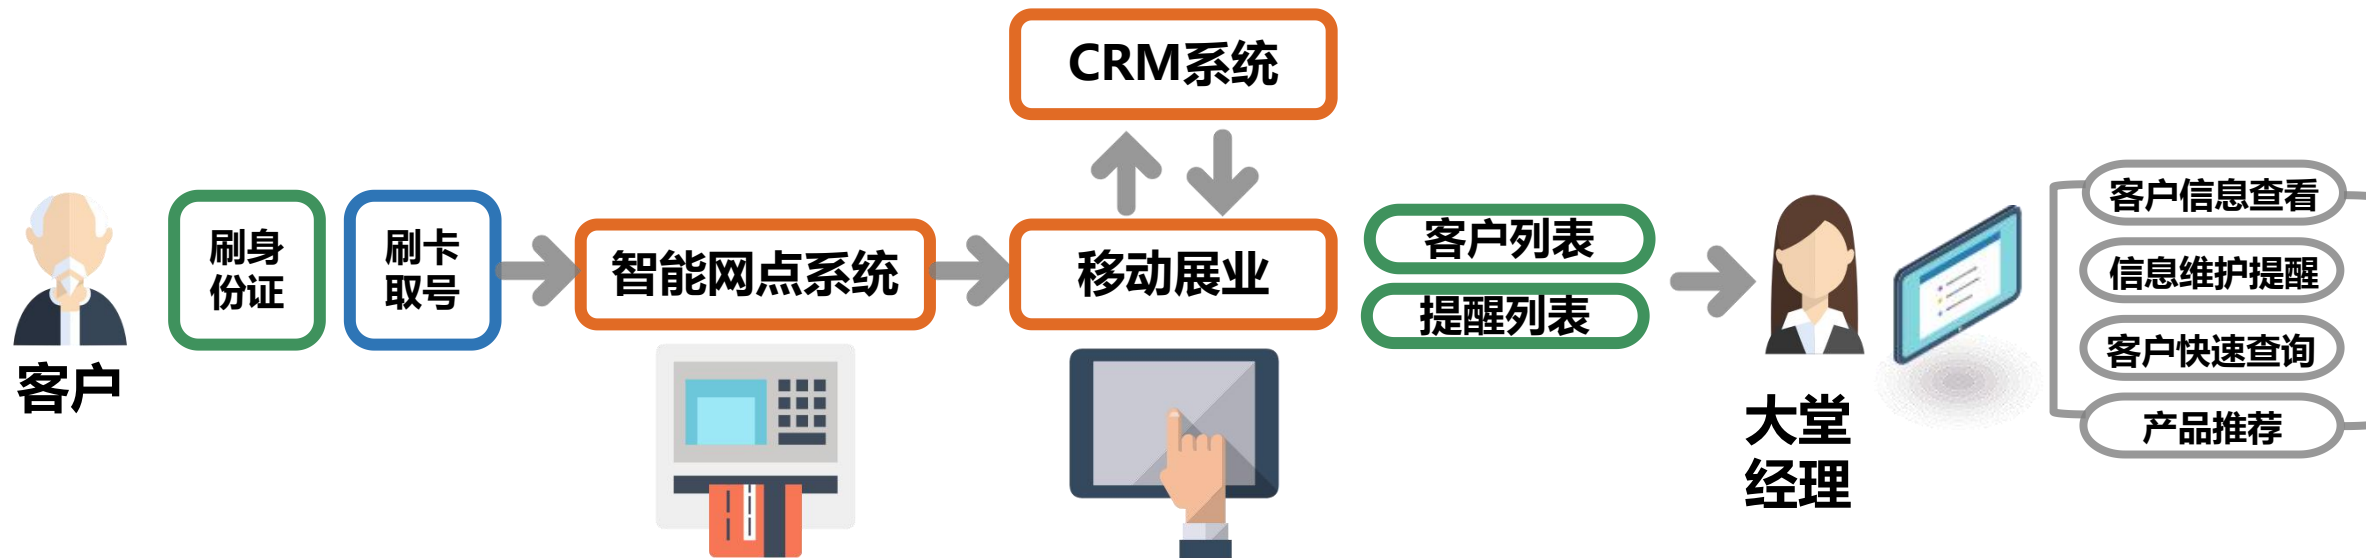 CRM系统
刷身
份证
刷卡
取号
智能网点系统
移动展业
客户列表
提醒列表
客户
大堂
经理
客户信息查看
信息维护提醒
客户快速查询
产品推荐